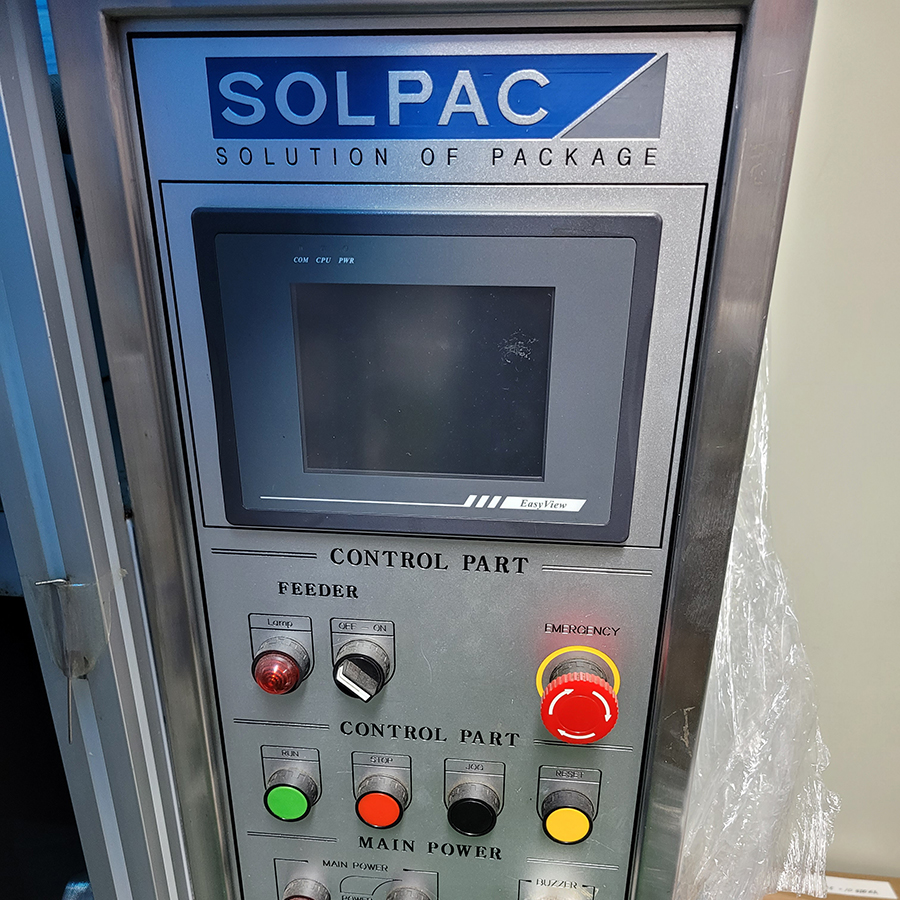 SOLPAC
SOLUTION OF PACKAGE
COM CPU PWR
EasyView
CONTROL PART
FEEDER
Lamp
OFF — ON
EMERGENCY
CONTROL PART
RUN
STOP
JOG
RESET
MAIN POWER
MAIN POWER
POWER
BUZZER